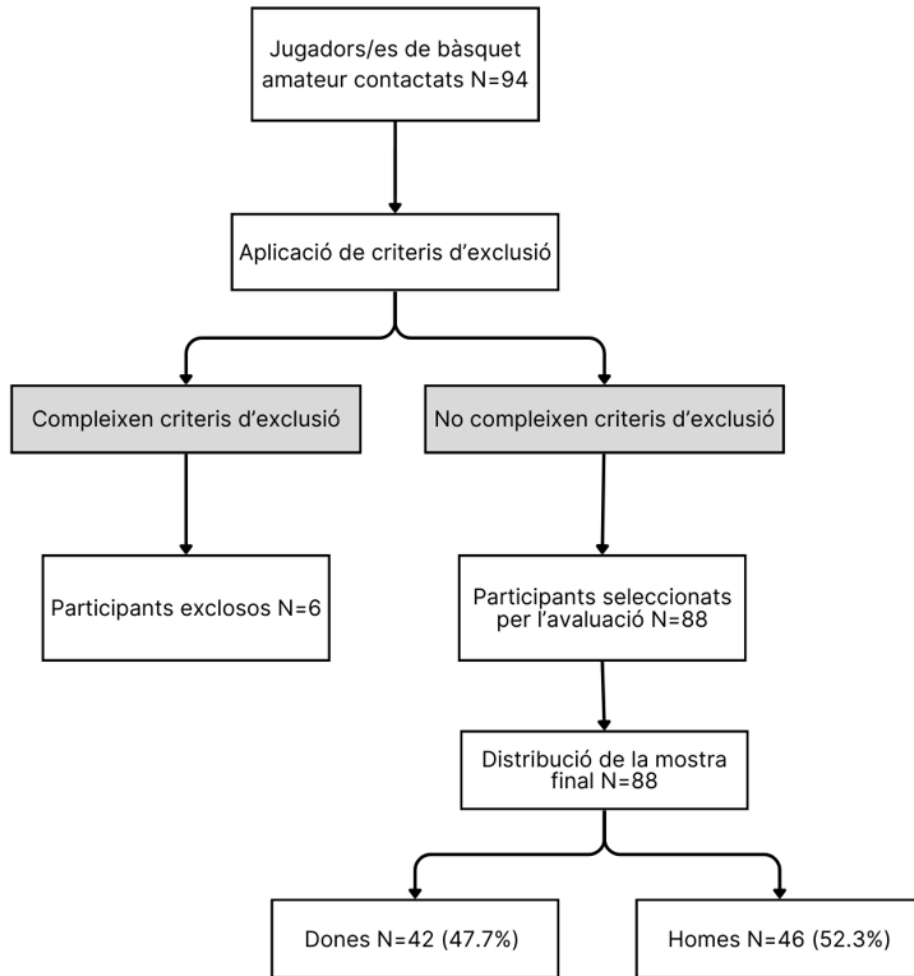 Jugadors/es de bàsquet
amateur contactats N=94
Aplicació de criteris d'exclusió
Compleixen criteris d'exclusió
No compleixen criteris d'exclusió
Participants exclosos N=6
Participants seleccionats
per l'avaluació N=88
Distribució de la mostra
final N=88
Dones N=42 (47.7%)
Homes N=46 (52.3%)